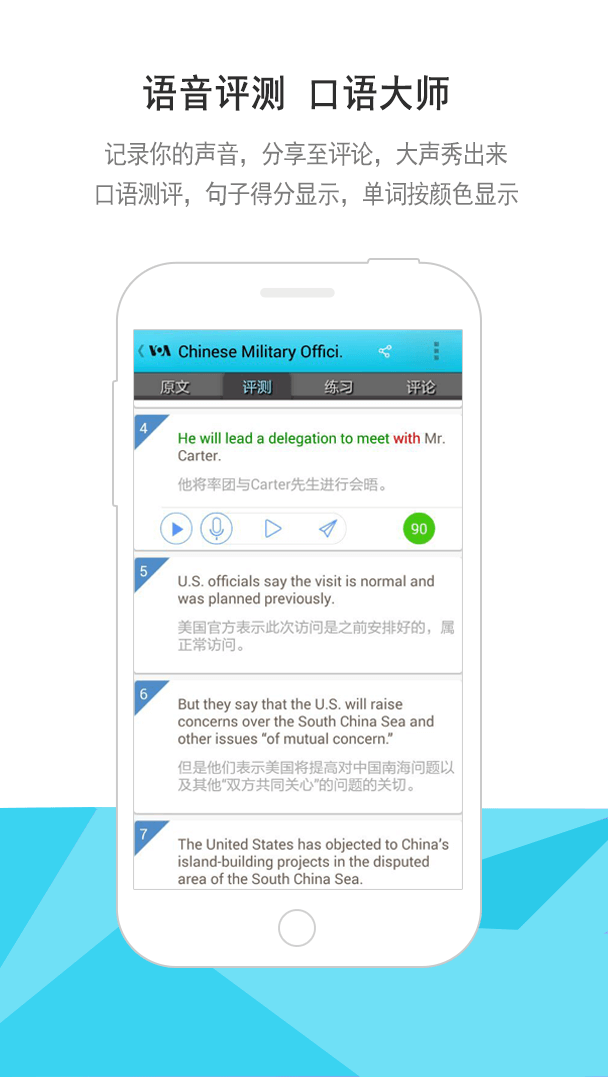 语音评测 口语大师
记录你的声音，分享至评论，大声秀出来
口语测评，句子得分显示，单词按颜色显示
VOA Chinese Military Offici.
原文 评测 练习 评论
4
He will lead a delegation to meet with Mr.
Carter.
他将率团与Carter先生进行会晤。
90
5
U.S. officials say the visit is normal and
was planned previously.
美国官方表示此次访问是之前安排好的，属
正常访问。
6
But they say that the U.S. will raise
concerns over the South China Sea and
other issues “of mutual concern.”
但是他们表示美国将提高对中国南海问题以
及其他“双方共同关心”的问题的关切。
7
The United States has objected to China’s
island-building projects in the disputed
area of the South China Sea.